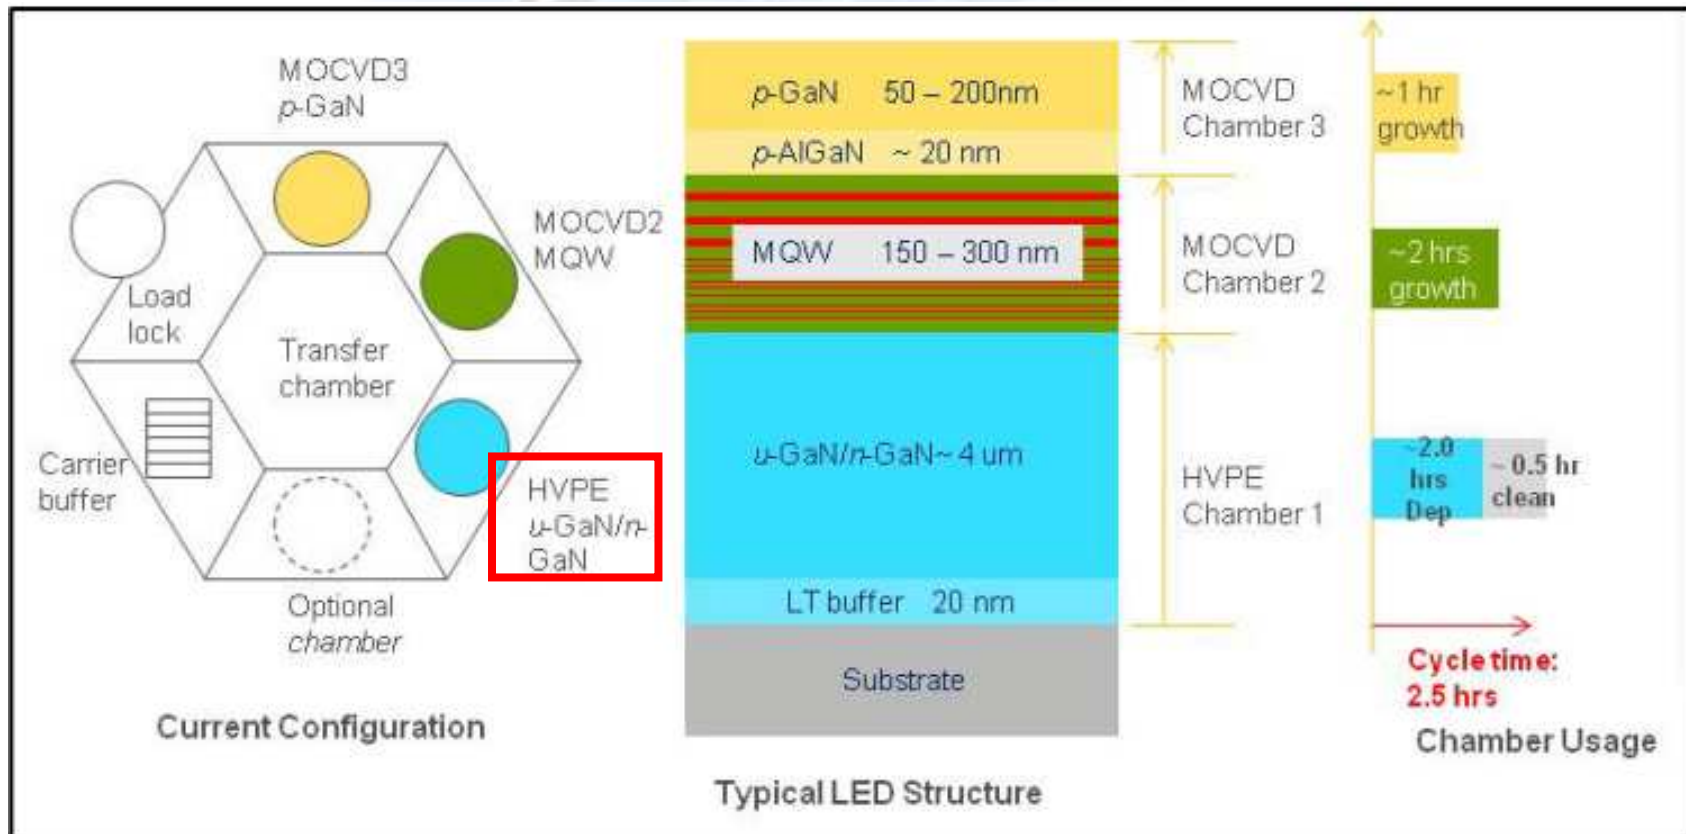 MOCVD3
p-GaN
MOCVD2
MQW
Load
lock
Transfer
chamber
Carrier
buffer
HVPE
u-GaN/n-
GaN
Optional
chamber
Current Configuration
p-GaN 50 – 200nm
p-AlGaN ~ 20 nm
MQW 150 – 300 nm
u-GaN/n-GaN~ 4 um
LT buffer 20 nm
Substrate
Typical LED Structure
MOCVD
Chamber 3
MOCVD
Chamber 2
HVPE
Chamber 1
~1 hr
growth
~2 hrs
growth
~2.0
hrs
Dep
~ 0.5 hr
clean
Cycle time:
2.5 hrs
Chamber Usage